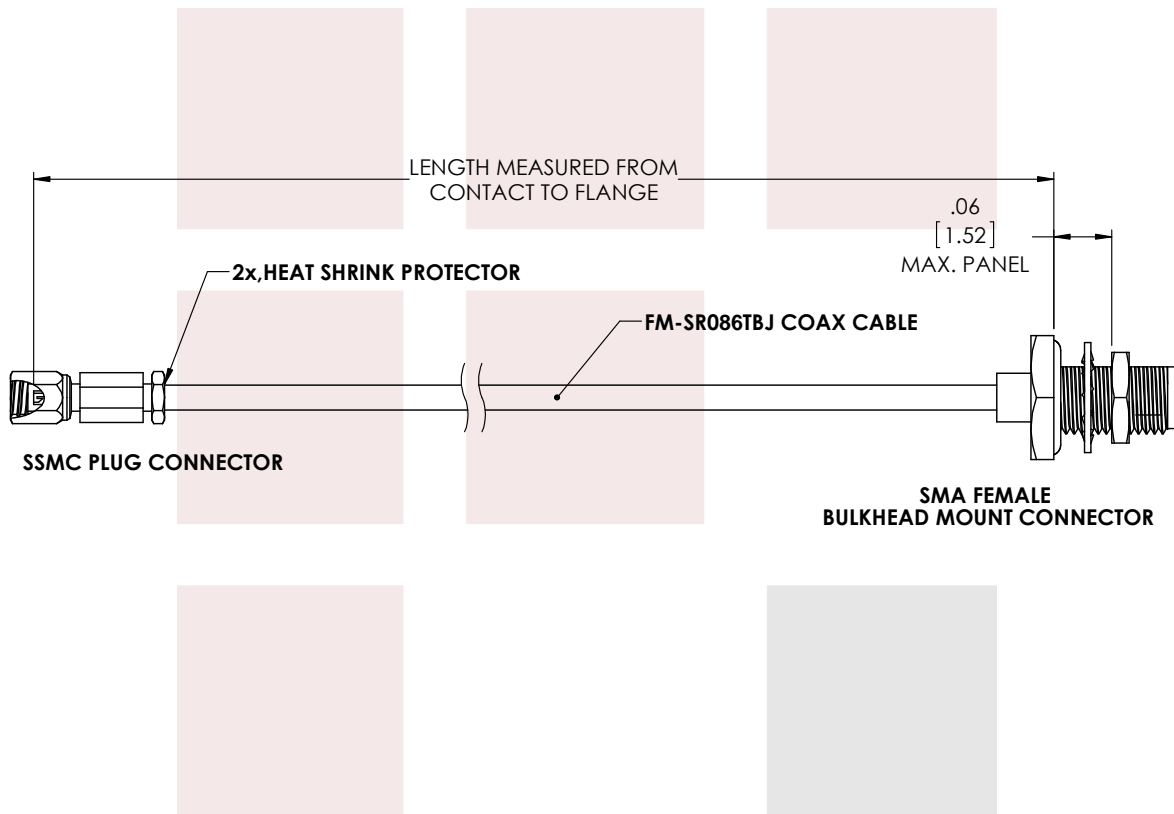 LENGTH MEASURED FROM
CONTACT TO FLANGE
.06
[1.52]
MAX. PANEL
2x,HEAT SHRINK PROTECTOR
FM-SR086TBJ COAX CABLE
SSMC PLUG CONNECTOR
SMA FEMALE
BULKHEAD MOUNT CONNECTOR